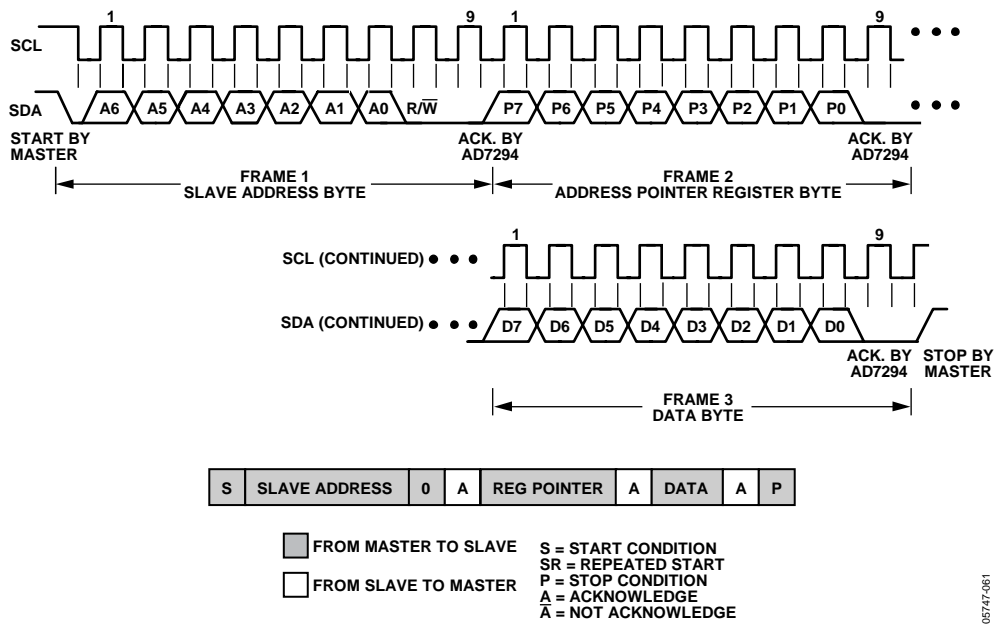 1 9 1 9
SCL
SDA A6 A5 A4 A3 A2 A1 A0 R/W̅ P7 P6 P5 P4 P3 P2 P1 P0
START BY MASTER
ACK. BY AD7294
ACK. BY AD7294
FRAME 1
SLAVE ADDRESS BYTE
FRAME 2
ADDRESS POINTER REGISTER BYTE
1 9
SCL (CONTINUED)
SDA (CONTINUED) D7 D6 D5 D4 D3 D2 D1 D0
ACK. BY AD7294
STOP BY MASTER
FRAME 3
DATA BYTE
S SLAVE ADDRESS 0 A REG POINTER A DATA A P
FROM MASTER TO SLAVE
FROM SLAVE TO MASTER
S = START CONDITION
SR = REPEATED START
P = STOP CONDITION
A = ACKNOWLEDGE
A̅ = NOT ACKNOWLEDGE
05747-061